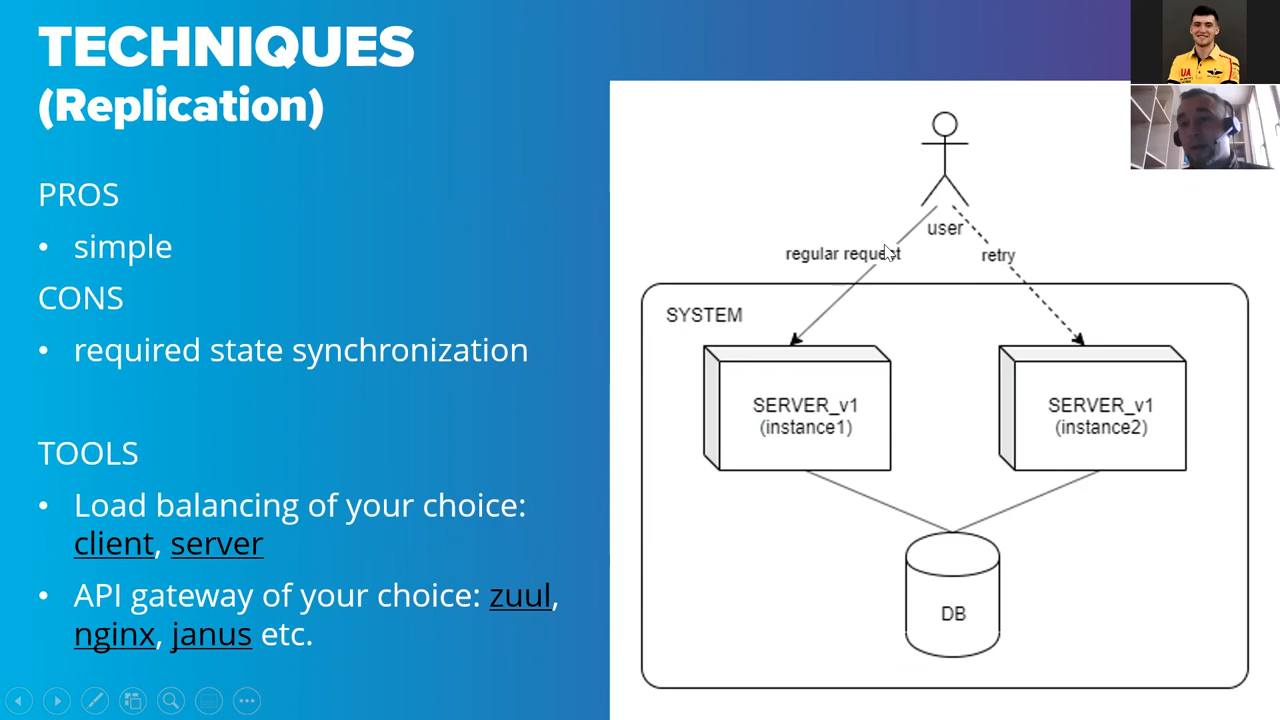 TECHNIQUES
(Replication)
PROS
• simple
CONS
• required state synchronization
TOOLS
• Load balancing of your choice:
client, server
• API gateway of your choice: zuul,
nginx, janus etc.
user
regular request
retry
SYSTEM
SERVER_v1
(instance1)
SERVER_v1
(instance2)
DB
UA